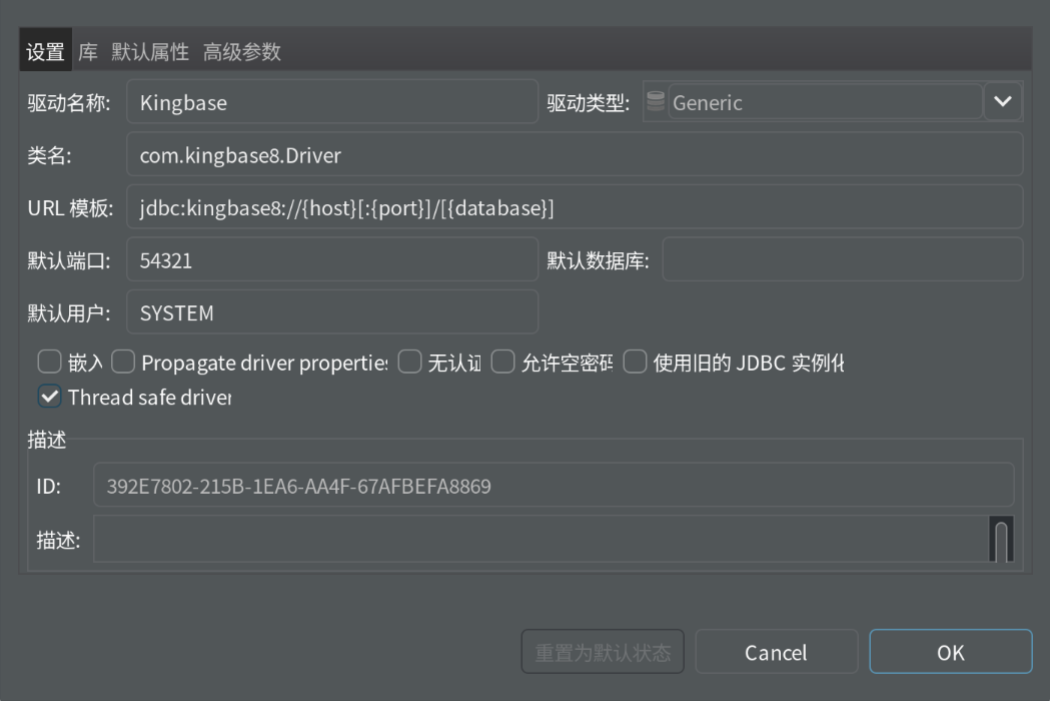 设置 库 默认属性 高级参数
驱动名称: Kingbase 驱动类型: Generic
类名: com.kingbase8.Driver
URL 模板: jdbc:kingbase8://{host}[:{port}]/[{database}]
默认端口: 54321 默认数据库:
默认用户: SYSTEM
嵌入 Propagate driver properties 无认证 允许空密码 使用旧的 JDBC 实例化
Thread safe driver
描述
ID: 392E7802-215B-1EA6-AA4F-67AFBEFA8869
描述:
重置为默认状态 Cancel OK